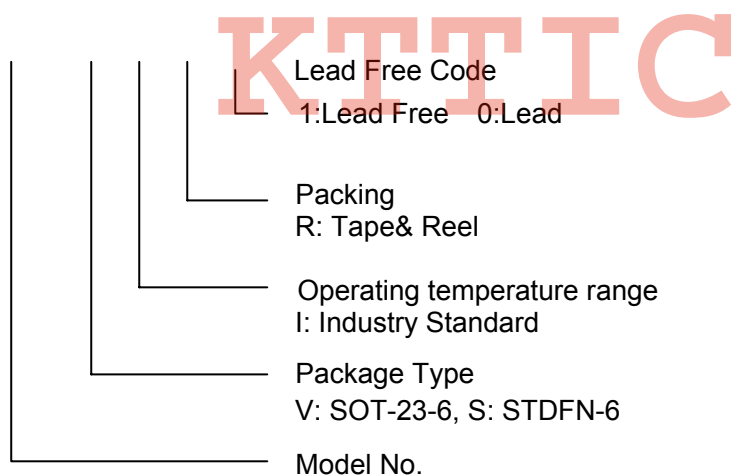 KTTIC
Lead Free Code
1:Lead Free 0:Lead
Packing
R: Tape& Reel
Operating temperature range
I: Industry Standard
Package Type
V: SOT-23-6, S: STDFN-6
Model No.